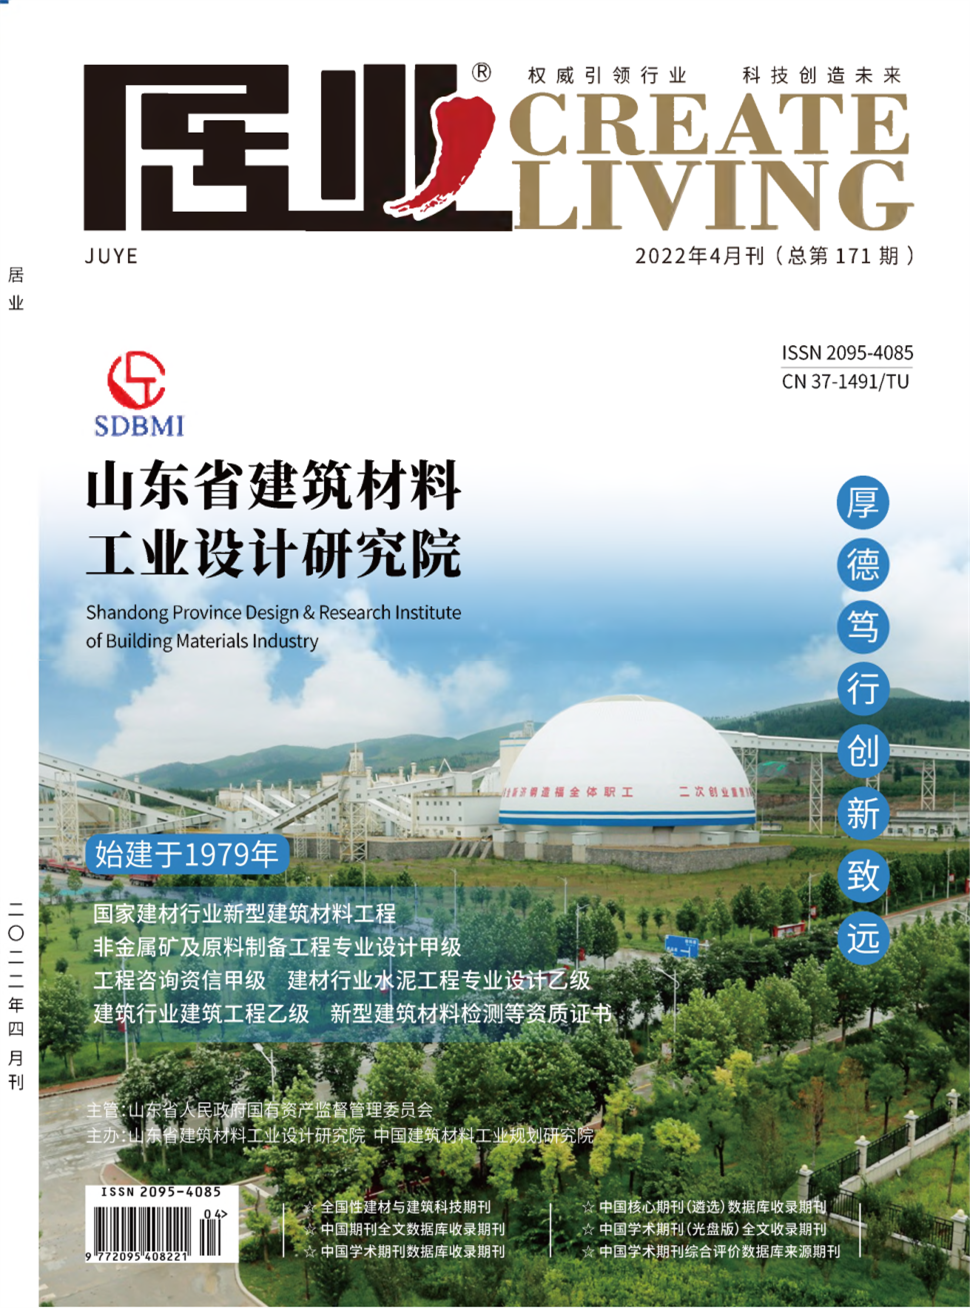 居业®
权威引领行业 科技创造未来
CREATE
LIVING
JUYE
2022年4月刊（总第 171 期）
居业
二〇二二年四月刊
ISSN 2095-4085
CN 37-1491/TU
SDBMI
山东省建筑材料
工业设计研究院
Shandong Province Design & Research Institute
of Building Materials Industry
厚德笃行创新致远
济钢造福全体职工 二次创业
始建于1979年
国家建材行业新型建筑材料工程
非金属矿及原料制备工程专业设计甲级
工程咨询资信甲级 建材行业水泥工程专业设计乙级
建筑行业建筑工程乙级 新型建筑材料检测等资质证书
主管：山东省人民政府国有资产监督管理委员会
主办：山东省建筑材料工业设计研究院 中国建筑材料工业规划研究院
ISSN 2095-4085
04>
9 772095 408221
☆ 全国性建材与建筑科技期刊
☆ 中国期刊全文数据库收录期刊
☆ 中国学术期刊数据库收录期刊
☆ 中国核心期刊（遴选）数据库收录期刊
☆ 中国学术期刊（光盘版）全文收录期刊
☆ 中国学术期刊综合评价数据库来源期刊